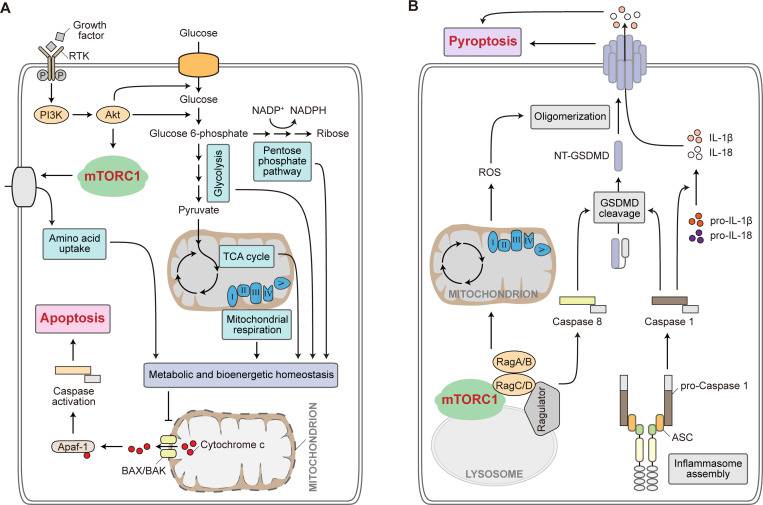 A
Growth
factor
RTK
P
P
Glucose
PI3K
Akt
Glucose
NADP⁺
NADPH
Glucose 6-phosphate
Ribose
mTORC1
Glycolysis
Pentose
phosphate
pathway
Pyruvate
Amino acid
uptake
TCA cycle
I
II
III
IV
V
Mitochondrial
respiration
Apoptosis
Metabolic and bioenergetic homeostasis
Caspase
activation
Apaf-1
Cytochrome c
BAX/BAK
MITOCHONDRION
B
Pyroptosis
Oligomerization
IL-1β
IL-18
NT-GSDMD
ROS
GSDMD
cleavage
pro-IL-1β
pro-IL-18
I
II
III
IV
V
MITOCHONDRION
Caspase 8
Caspase 1
RagA/B
RagC/D
mTORC1
Ragulator
pro-Caspase 1
ASC
LYSOSOME
Inflammasome
assembly